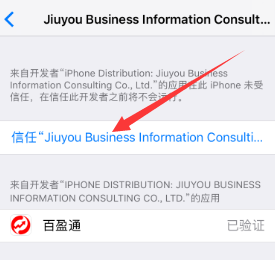 Jiuyou Business Information Consult...
来自开发者“iPhone Distribution: Jiuyou Business
Information Consulting Co., Ltd.”的应用在此 iPhone 未受
信任，在信任此开发者之前将不会运行。
信任“Jiuyou Business Information Consulti...
来自开发者“IPHONE DISTRIBUTION: JIUYOU BUSINESS
INFORMATION CONSULTING CO., LTD.”的应用
百盈通 已验证